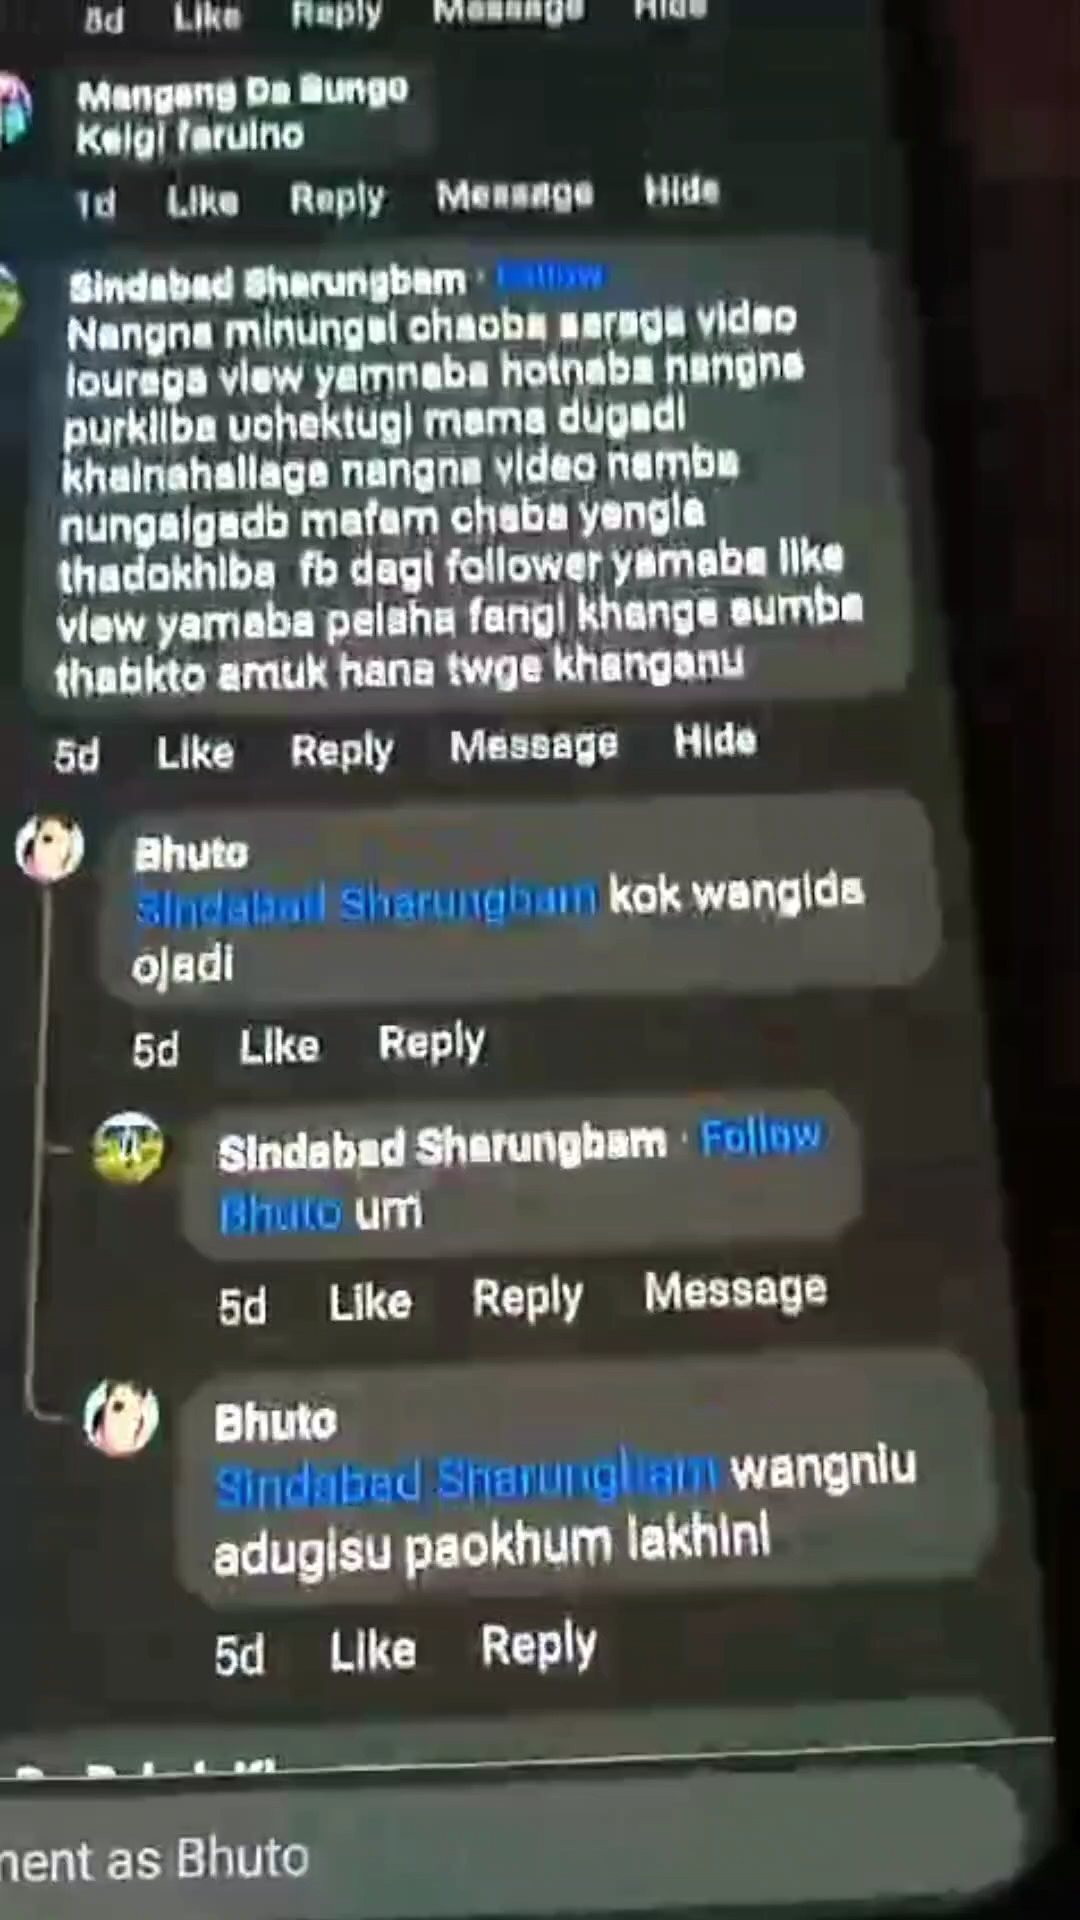 8d Like Reply Message Hide
Mangang Da Bungo
Keigi faruino
1d Like Reply Message Hide
Sindabad Sharungbam · Follow
Nangna minungsi chaoba saraga video
louraga view yamnaba hotnaba nangna
purkliba uchektugi mama dugadi
khainahallage nangna video namba
nungaigadb mafam chaba yengla
thadokhiba fb dagi follower yamaba like
view yamaba pelaha fangi khange sumba
thabkto amuk hana twge khanganu
5d Like Reply Message Hide
Bhuto
Sindabad Sharungbam kok wangida
ojadi
5d Like Reply
Sindabad Sharungbam · Follow
Bhuto um
5d Like Reply Message
Bhuto
Sindabad Sharungbam wangniu
adugisu paokhum lakhini
5d Like Reply
ment as Bhuto